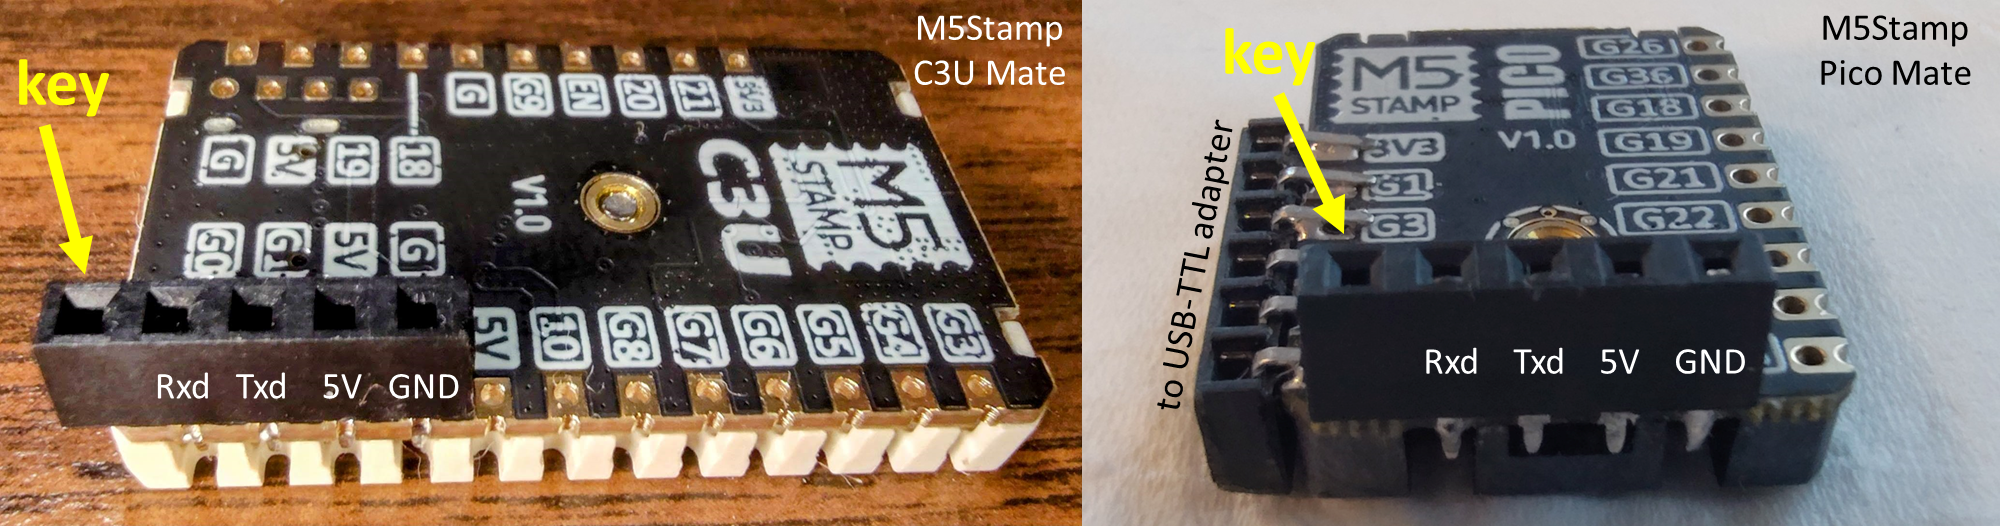 M5Stamp
C3U Mate
key
G
G9
EN
20
21
3V3
G
5V
19
18
G0
G1
5V
G
V1.0
C3U
M5
STAMP
5V
10
G8
G7
G6
G5
G4
G3
Rxd Txd 5V GND
M5Stamp
Pico Mate
key
to USB-TTL adapter
M5
STAMP
PICO
V1.0
3V3
G1
G3
G26
G36
G18
G19
G21
G22
Rxd Txd 5V GND